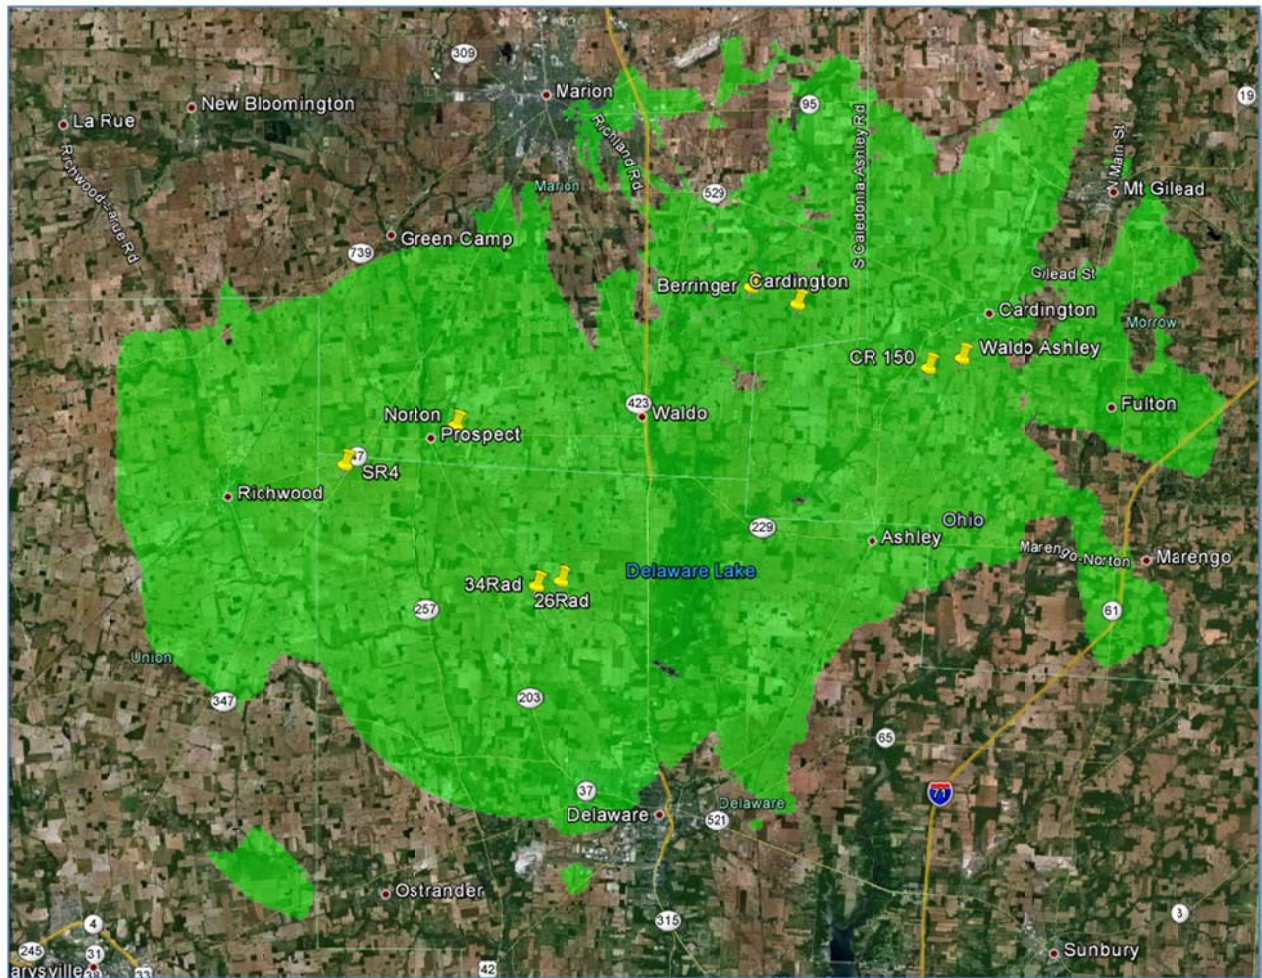 309
Marion
New Bloomington
La Rue
95
19
Richland Rd
S Caledonia-Ashley Rd
N Main St
Richwood-Larue Rd
Marion
529
Mt Gilead
Green Camp
739
Gilead St
Berringer
Cardington
Cardington
Morrow
CR 150
Waldo Ashley
423
Waldo
Fulton
Norton
Prospect
47
SR4
Richwood
229
Ohio
Ashley
Marengo-Norton
Marengo
Delaware Lake
34Rad
26Rad
257
61
Union
347
203
65
37
71
Delaware
Delaware
521
Ostrander
315
3
4
245
31
arysville
33
42
Sunbury